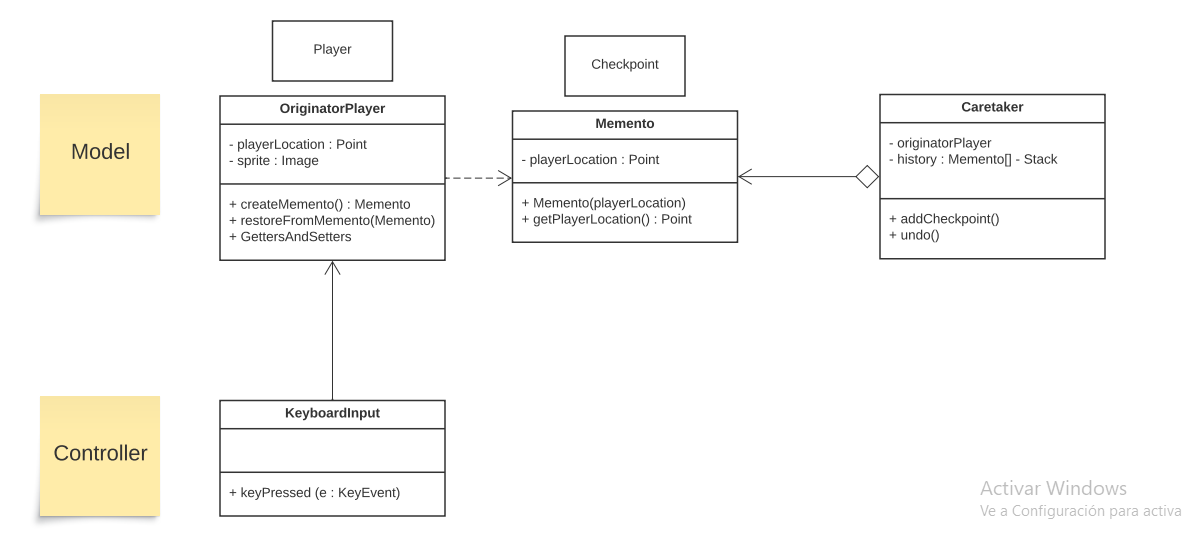 Player
Checkpoint
Model
OriginatorPlayer
- playerLocation : Point
- sprite : Image
+ createMemento() : Memento
+ restoreFromMemento(Memento)
+ GettersAndSetters
Memento
- playerLocation : Point
+ Memento(playerLocation)
+ getPlayerLocation() : Point
Caretaker
- originatorPlayer
- history : Memento[] - Stack
+ addCheckpoint()
+ undo()
Controller
KeyboardInput
+ keyPressed (e : KeyEvent)
Activar Windows
Ve a Configuración para activa